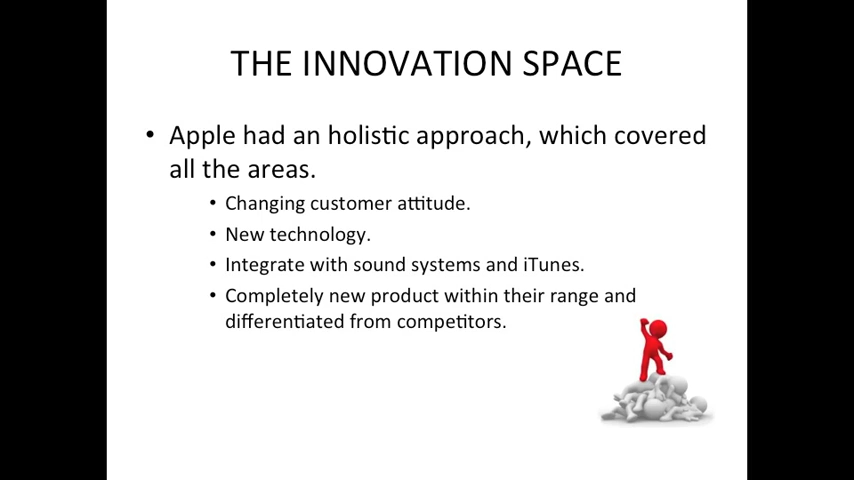 THE INNOVATION SPACE
• Apple had an holistic approach, which covered
all the areas.
• Changing customer attitude.
• New technology.
• Integrate with sound systems and iTunes.
• Completely new product within their range and
differentiated from competitors.